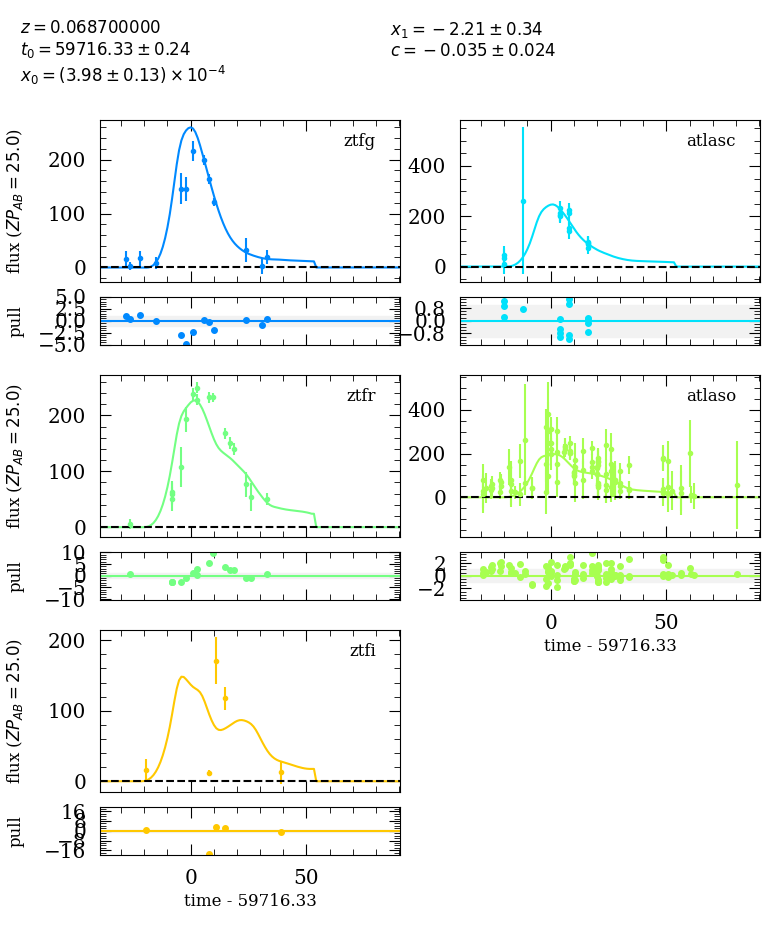 z = 0.068700000
t₀ = 59716.33 ± 0.24
x₀ = (3.98 ± 0.13) × 10⁻⁴
x₁ = −2.21 ± 0.34
c = −0.035 ± 0.024
ztfg
200
100
0
flux (ZP_AB = 25.0)
5.0
2.5
0.0
−2.5
−5.0
pull
atlasc
400
200
0
0.8
0.0
−0.8
ztfr
200
100
0
flux (ZP_AB = 25.0)
10
5
0
−5
−10
pull
atlaso
400
200
0
2
0
−2
0
50
time - 59716.33
ztfi
200
100
0
flux (ZP_AB = 25.0)
16
8
0
−8
−16
pull
0
50
time - 59716.33